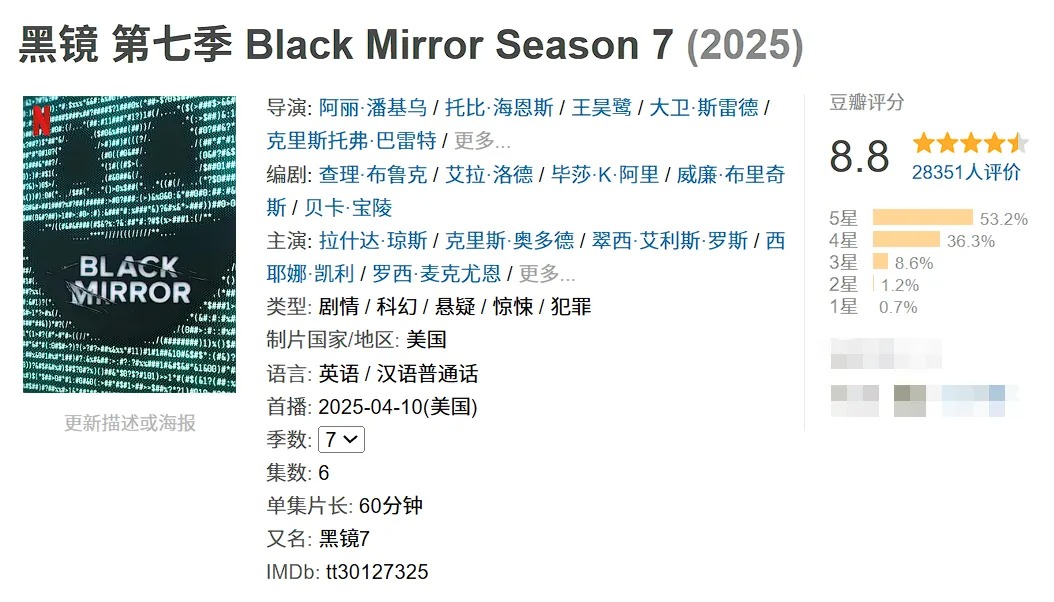 黑镜 第七季 Black Mirror Season 7 (2025)
N
BLACK
MIRROR
更新描述或海报
导演: 阿丽·潘基乌 / 托比·海恩斯 / 王昊鹭 / 大卫·斯雷德 /
克里斯托弗·巴雷特 / 更多...
编剧: 查理·布鲁克 / 艾拉·洛德 / 毕莎·K·阿里 / 威廉·布里奇
斯 / 贝卡·宝陵
主演: 拉什达·琼斯 / 克里斯·奥多德 / 翠西·艾利斯·罗斯 / 西
耶娜·凯利 / 罗西·麦克尤恩 / 更多...
类型: 剧情 / 科幻 / 悬疑 / 惊悚 / 犯罪
制片国家/地区: 美国
语言: 英语 / 汉语普通话
首播: 2025-04-10(美国)
季数: 7
集数: 6
单集片长: 60分钟
又名: 黑镜7
IMDb: tt30127325
豆瓣评分
8.8
28351人评价
5星 53.2%
4星 36.3%
3星 8.6%
2星 1.2%
1星 0.7%